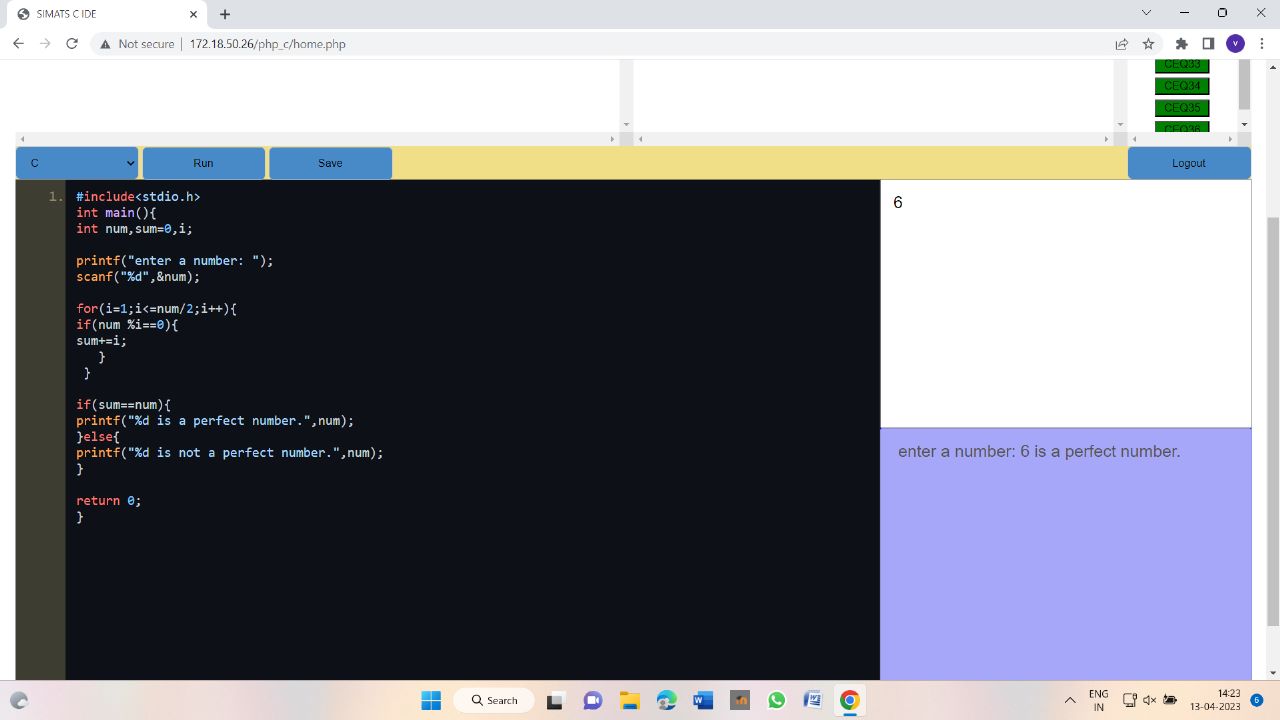 SIMATS C IDE
Not secure | 172.18.50.26/php_c/home.php
v
CEQ33
CEQ34
CEQ35
CEQ36
C
Run
Save
Logout
1.
#include<stdio.h>
int main(){
int num,sum=0,i;
printf("enter a number: ");
scanf("%d",&num);
for(i=1;i<=num/2;i++){
if(num %i==0){
sum+=i;
}
}
if(sum==num){
printf("%d is a perfect number.",num);
}else{
printf("%d is not a perfect number.",num);
}
return 0;
}
6
enter a number: 6 is a perfect number.
Search
ENG
IN
14:23
13-04-2023
6